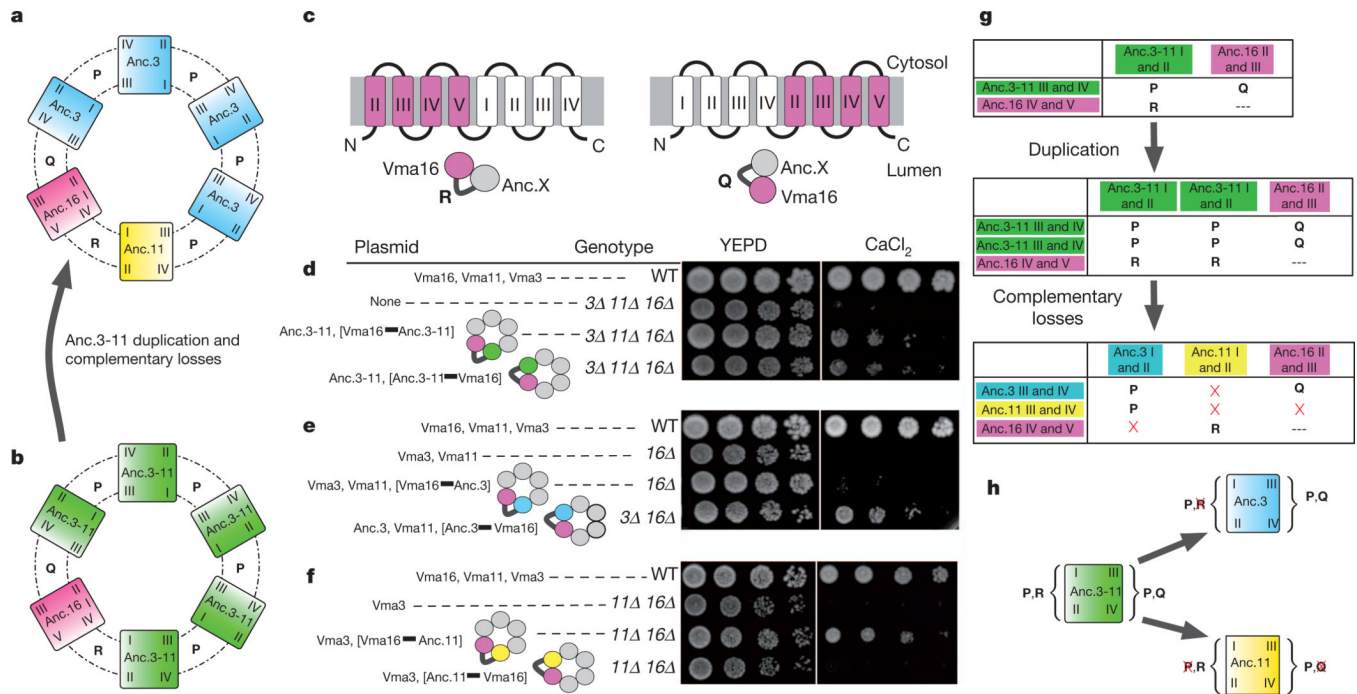 a
IV II
Anc.3
III I
P
P
II I
Anc.3
IV III
III IV
Anc.3
I II
Q
P
III II
Anc.16
V IV
III IV
Anc.3
I II
R
P
I III
Anc.11
II IV
Anc.3-11 duplication and
complementary losses
b
IV II
Anc.3-11
III I
P
P
II I
Anc.3-11
IV III
III IV
Anc.3-11
I II
Q
P
III II
Anc.16
V IV
III IV
Anc.3-11
I II
R
P
I III
Anc.3-11
II IV
c
II III IV V I II III IV
N C
Vma16
R
Anc.X
Cytosol
I II III IV II III IV V
N C
Lumen
Anc.X
Q
Vma16
Plasmid Genotype YEPD CaCl2
d
Vma16, Vma11, Vma3 WT
None 3Δ 11Δ 16Δ
Anc.3-11, [Vma16 Anc.3-11] 3Δ 11Δ 16Δ
Anc.3-11, [Anc.3-11 Vma16] 3Δ 11Δ 16Δ
e
Vma16, Vma11, Vma3 WT
Vma3, Vma11 16Δ
Vma3, Vma11, [Vma16 Anc.3] 16Δ
Anc.3, Vma11, [Anc.3 Vma16] 3Δ 16Δ
f
Vma16, Vma11, Vma3 WT
Vma3 11Δ 16Δ
Vma3, [Vma16 Anc.11] 11Δ 16Δ
Vma3, [Anc.11 Vma16] 11Δ 16Δ
g
Anc.3-11 I and II Anc.16 II and III
Anc.3-11 III and IV P Q
Anc.16 IV and V R ---
Duplication
Anc.3-11 I and II Anc.3-11 I and II Anc.16 II and III
Anc.3-11 III and IV P P Q
Anc.3-11 III and IV P P Q
Anc.16 IV and V R R ---
Complementary
losses
Anc.3 I and II Anc.11 I and II Anc.16 II and III
Anc.3 III and IV P X Q
Anc.11 III and IV P X X
Anc.16 IV and V X R ---
h
P,R
I III
Anc.3
II IV
P,Q
P,R
I III
Anc.3-11
II IV
P,Q
P,R
I III
Anc.11
II IV
P,Q